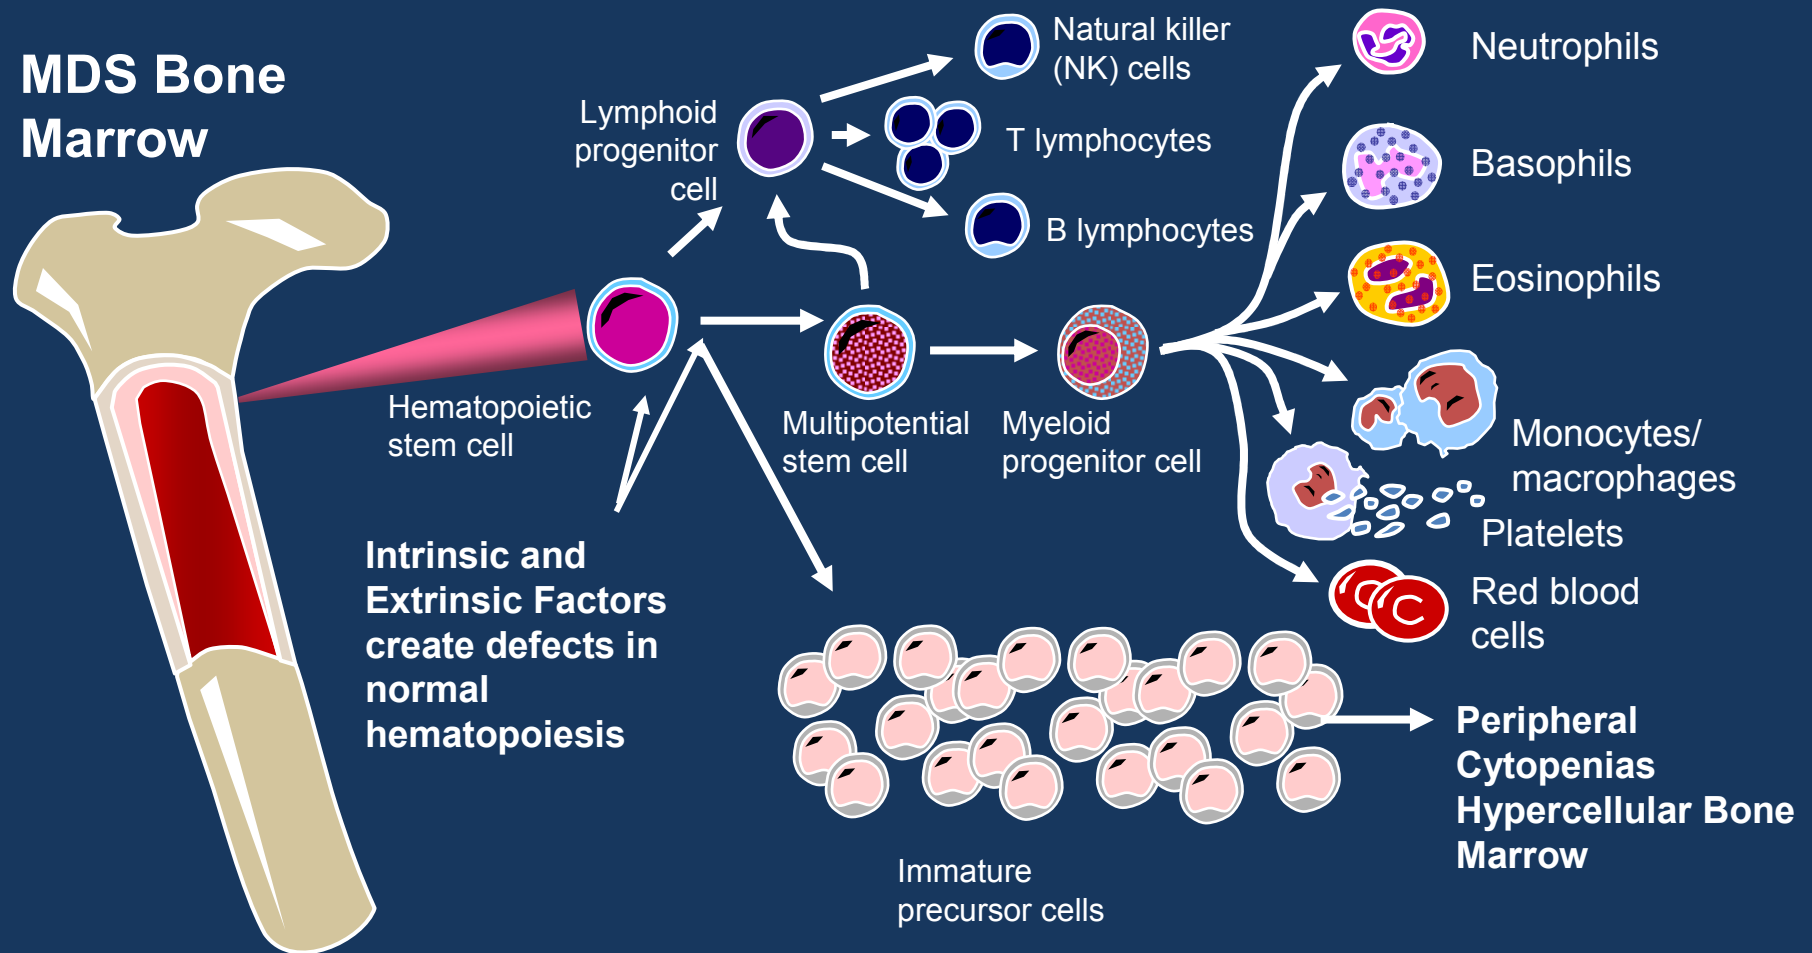 MDS Bone
Marrow
Lymphoid
progenitor
cell
Natural killer
(NK) cells
T lymphocytes
B lymphocytes
Neutrophils
Basophils
Eosinophils
Monocytes/
macrophages
Platelets
Red blood
cells
Hematopoietic
stem cell
Multipotential
stem cell
Myeloid
progenitor cell
Intrinsic and
Extrinsic Factors
create defects in
normal
hematopoiesis
Immature
precursor cells
Peripheral
Cytopenias
Hypercellular Bone
Marrow